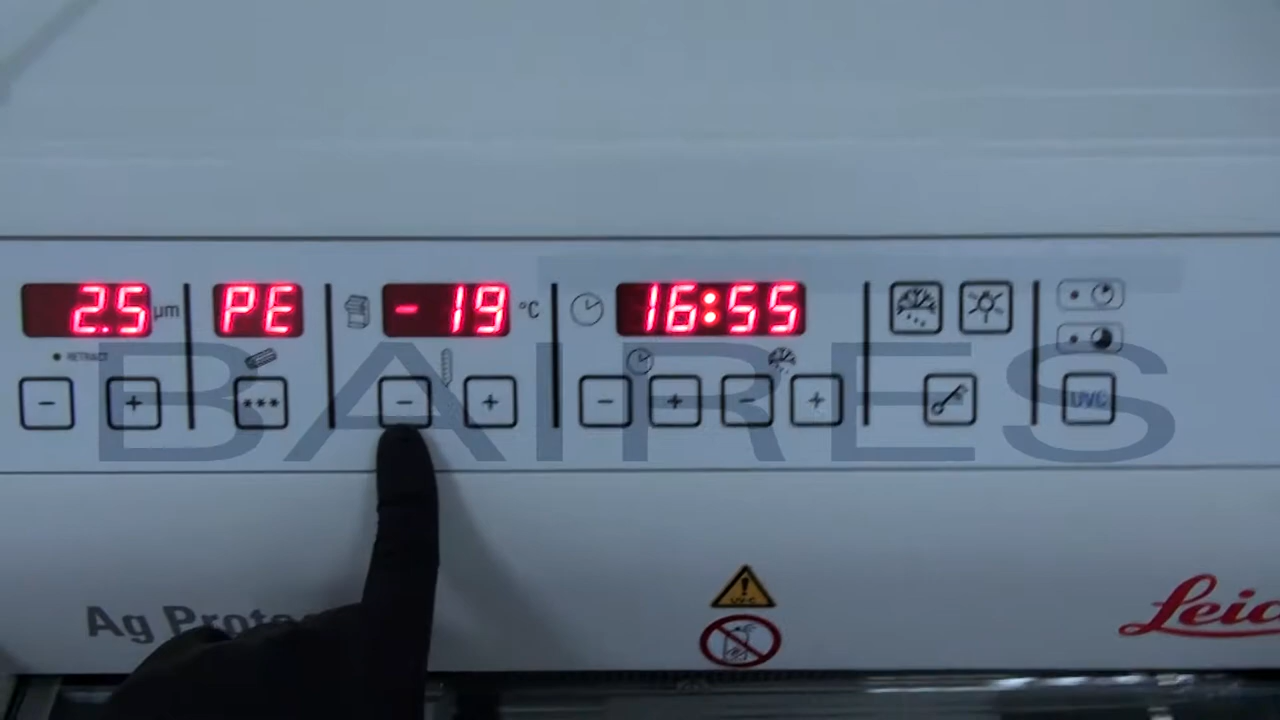 2.5 µm PE - 19 °C 16:55
RETRACT
BAIRES
- + *** - + - + - + UVC
Ag Prote
Leic